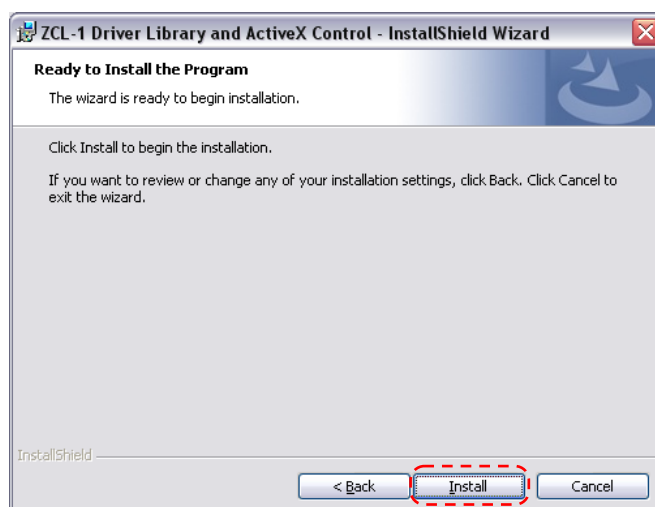 ZCL-1 Driver Library and ActiveX Control - InstallShield Wizard
Ready to Install the Program
The wizard is ready to begin installation.
Click Install to begin the installation.
If you want to review or change any of your installation settings, click Back. Click Cancel to
exit the wizard.
InstallShield
< Back
Install
Cancel